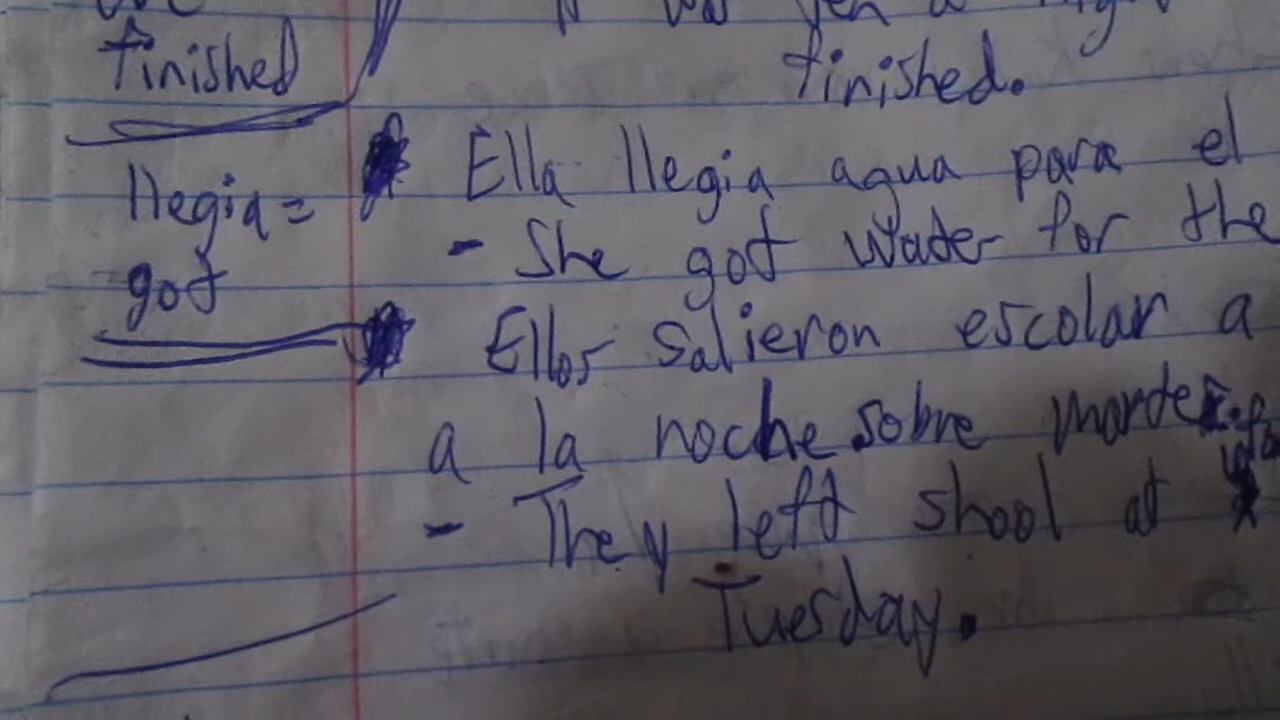 finished
finished.
llegia =
Ella llegia agua para el
got
- She got water for the
Ellos salieron escolar a
a la noche sobre martes
- They left shool at
Tuesday.